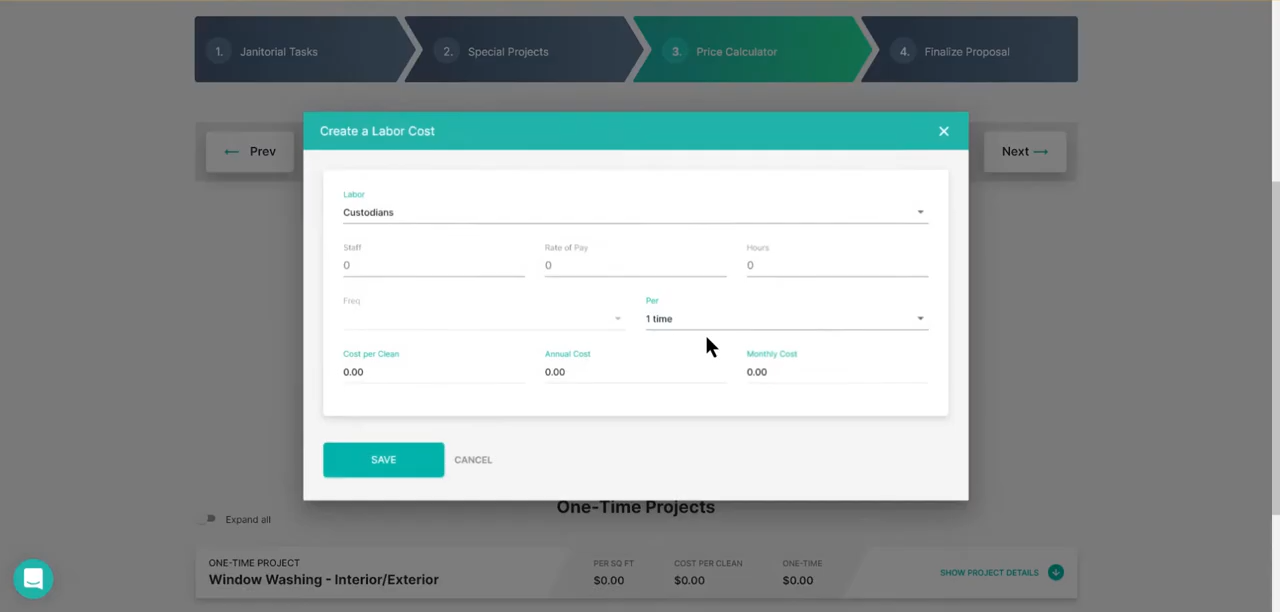 1. Janitorial Tasks
2. Special Projects
3. Price Calculator
4. Finalize Proposal
← Prev
Create a Labor Cost
Next →
Labor
Custodians
Staff
Rate of Pay
Hours
0
0
0
Freq
Per
1 time
Cost per Clean
Annual Cost
Monthly Cost
0.00
0.00
0.00
SAVE
CANCEL
One-Time Projects
Expand all
ONE-TIME PROJECT
Window Washing - Interior/Exterior
PER SQ FT
$0.00
COST PER CLEAN
$0.00
ONE-TIME
$0.00
SHOW PROJECT DETAILS